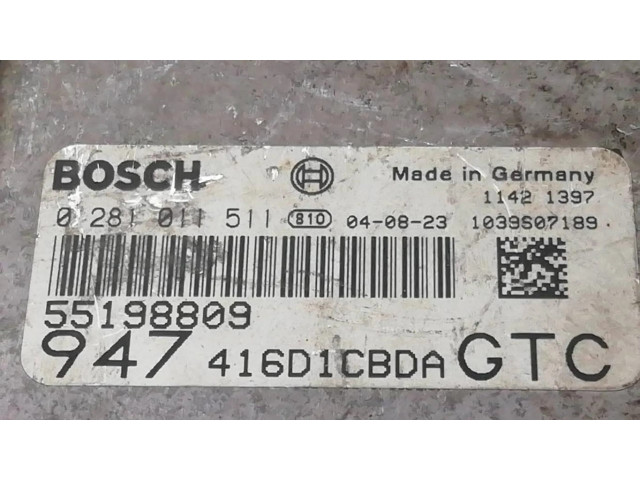 BOSCH Made in Germany
1142 1397
0 281 011 511 810 04-08-23 1039S07189
55198809
947 416D1CBDA GTC